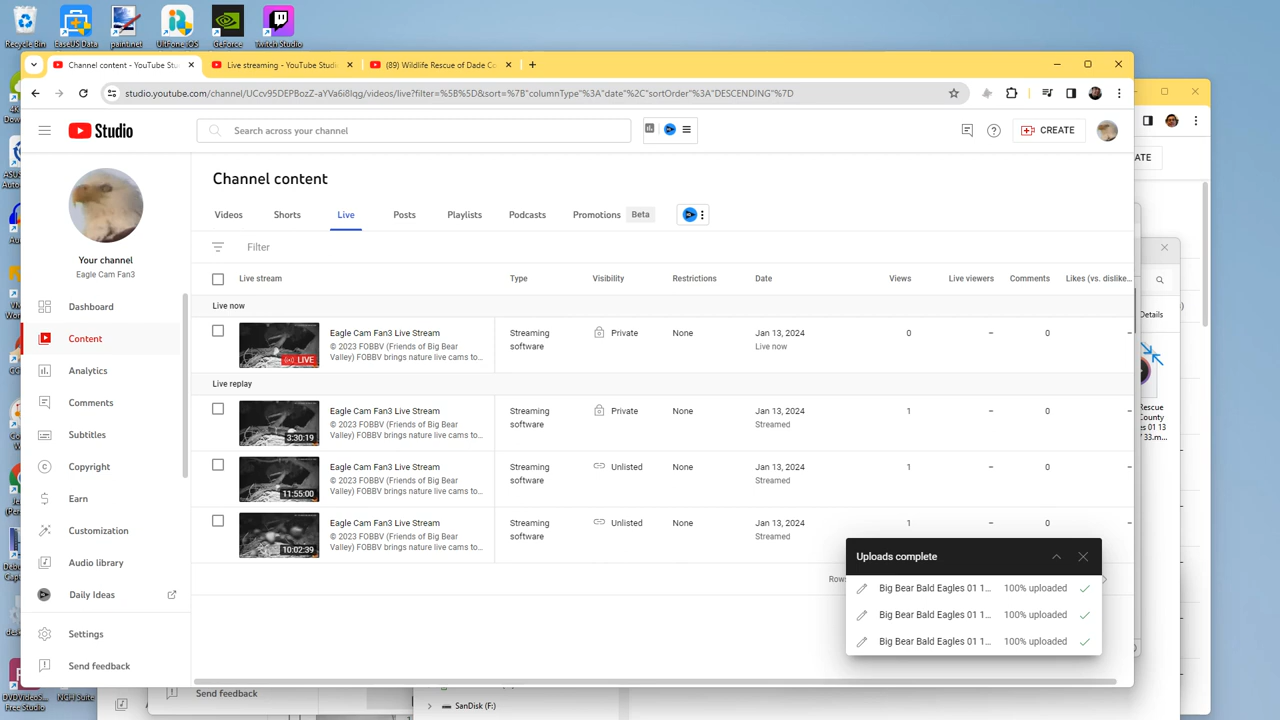 Recycle Bin
EaseUS Data
paint.net
UltFone iOS
GeForce
Twitch Studio
Channel content - YouTube Stu
Live streaming - YouTube Studi
(89) Wildlife Rescue of Dade Co
studio.youtube.com/channel/UCcv95DEPBozZ-aYVa6i8lqg/videos/live?filter=%5B%5D&sort=%7B"columnType"%3A"date"%2C"sortOrder"%3A"DESCENDING"%7D
Studio
Search across your channel
CREATE
Channel content
Videos
Shorts
Live
Posts
Playlists
Podcasts
Promotions
Beta
Filter
Live stream
Type
Visibility
Restrictions
Date
Views
Live viewers
Comments
Likes (vs. dislike...
Live now
Eagle Cam Fan3 Live Stream
© 2023 FOBBV (Friends of Big Bear
Valley) brings nature live cams to...
LIVE
Streaming
software
Private
None
Jan 13, 2024
Live now
0
–
0
–
Live replay
Eagle Cam Fan3 Live Stream
© 2023 FOBBV (Friends of Big Bear
Valley) brings nature live cams to...
3:30:19
Streaming
software
Private
None
Jan 13, 2024
Streamed
1
–
0
–
Eagle Cam Fan3 Live Stream
© 2023 FOBBV (Friends of Big Bear
Valley) brings nature live cams to...
11:55:00
Streaming
software
Unlisted
None
Jan 13, 2024
Streamed
1
–
0
–
Eagle Cam Fan3 Live Stream
© 2023 FOBBV (Friends of Big Bear
Valley) brings nature live cams to...
10:02:39
Streaming
software
Unlisted
None
Jan 13, 2024
Streamed
1
–
0
–
Rows
Uploads complete
Big Bear Bald Eagles 01 1...
100% uploaded
Big Bear Bald Eagles 01 1...
100% uploaded
Big Bear Bald Eagles 01 1...
100% uploaded
Your channel
Eagle Cam Fan3
Dashboard
Content
Analytics
Comments
Subtitles
Copyright
Earn
Customization
Audio library
Daily Ideas
Settings
Send feedback
ATE
Details
Rescue
County
01 13
33.m...
Send feedback
SanDisk (F:)
DVDVideoS...
Free Studio
NCH Suite